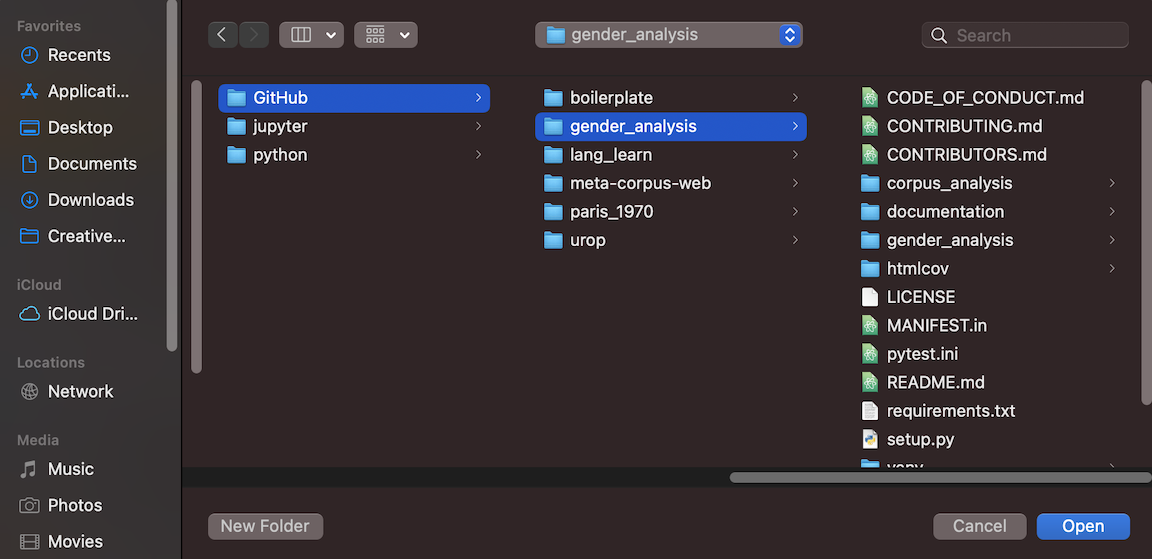 Favorites
Recents
Applicati...
Desktop
Documents
Downloads
Creative...
iCloud
iCloud Dri...
Locations
Network
Media
Music
Photos
Movies
gender_analysis
Search
GitHub
jupyter
python
boilerplate
gender_analysis
lang_learn
meta-corpus-web
paris_1970
urop
CODE_OF_CONDUCT.md
CONTRIBUTING.md
CONTRIBUTORS.md
corpus_analysis
documentation
gender_analysis
htmlcov
LICENSE
MANIFEST.in
pytest.ini
README.md
requirements.txt
setup.py
New Folder
Cancel
Open